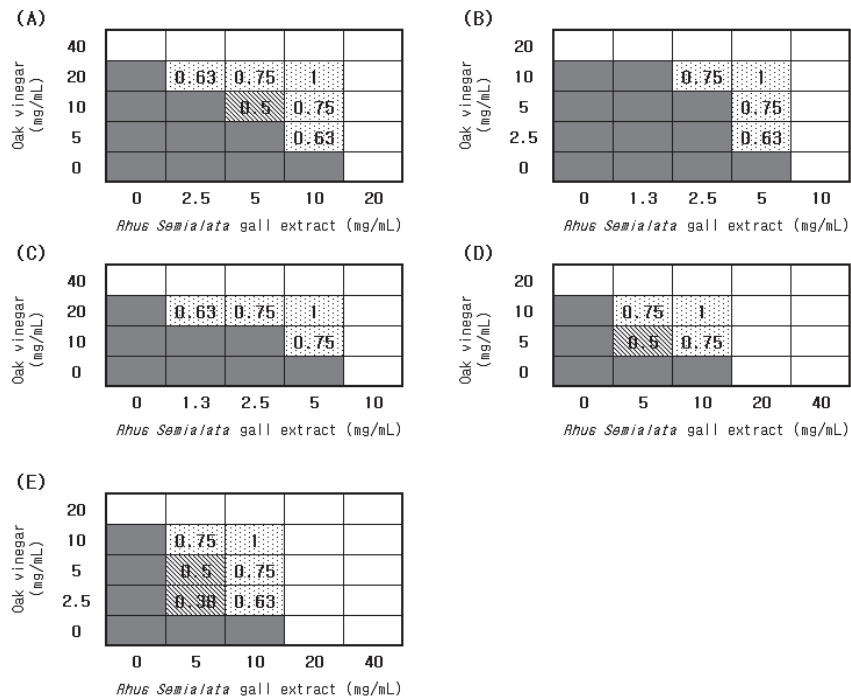 (A)
Oak vinegar
(mg/mL)
40
20 0.63 0.75 1
10 0.5 0.75
5 0.63
0
0 2.5 5 10 20
Rhus Semialata gall extract (mg/mL)
(B)
Oak vinegar
(mg/mL)
20
10 0.75 1
5 0.75
2.5 0.63
0
0 1.3 2.5 5 10
Rhus Semialata gall extract (mg/mL)
(C)
Oak vinegar
(mg/mL)
40
20 0.63 0.75 1
10 0.75
0
0 1.3 2.5 5 10
Rhus Semialata gall extract (mg/mL)
(D)
Oak vinegar
(mg/mL)
20
10 0.75 1
5 0.5 0.75
0
0 5 10 20 40
Rhus Semialata gall extract (mg/mL)
(E)
Oak vinegar
(mg/mL)
20
10 0.75 1
5 0.5 0.75
2.5 0.38 0.63
0
0 5 10 20 40
Rhus Semialata gall extract (mg/mL)